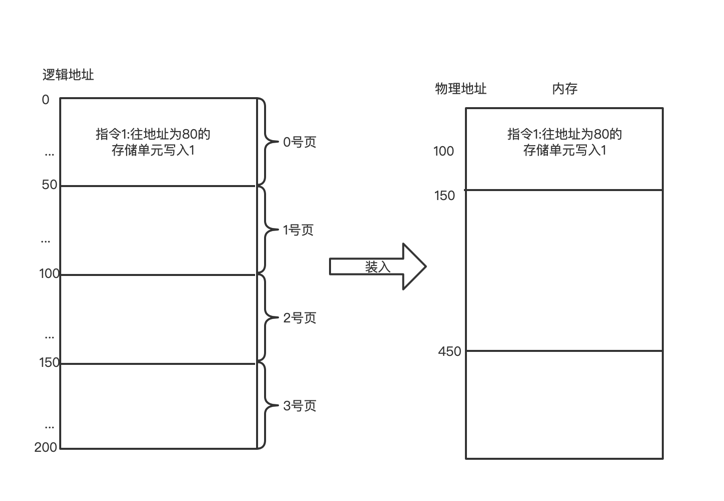 逻辑地址
0
指令1:往地址为80的
存储单元写入1
...
0号页
50
...
1号页
100
...
2号页
150
...
3号页
200
装入
物理地址
内存
指令1:往地址为80的
存储单元写入1
100
150
450